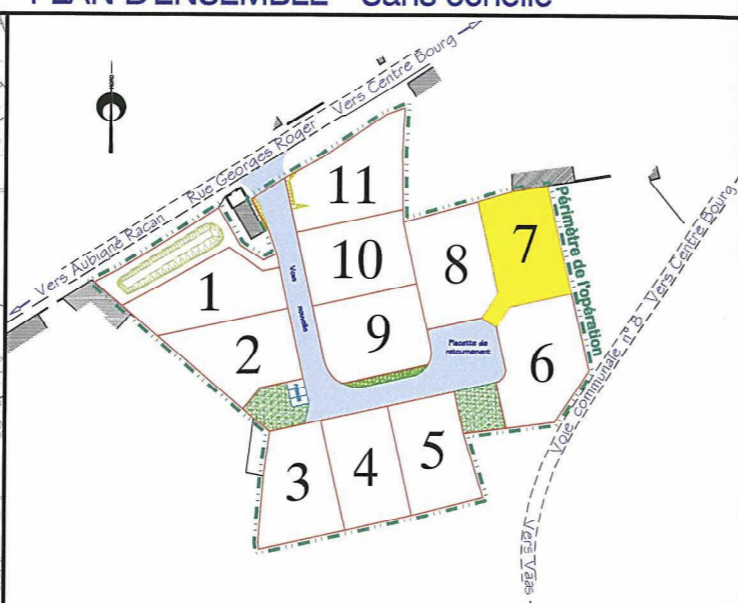 PLAN D'ENSEMBLE - Sans échelle
Vers Centre Bourg
Rue Georges Roger
Vers Aubigné Racan
11
Périmètre de l'opération
7
10
8
1
Voie nouvelle
9
Placette de
retournement
2
6
Voie communale n° 8
Vers Centre Bourg
5
4
3
Vers Vaas